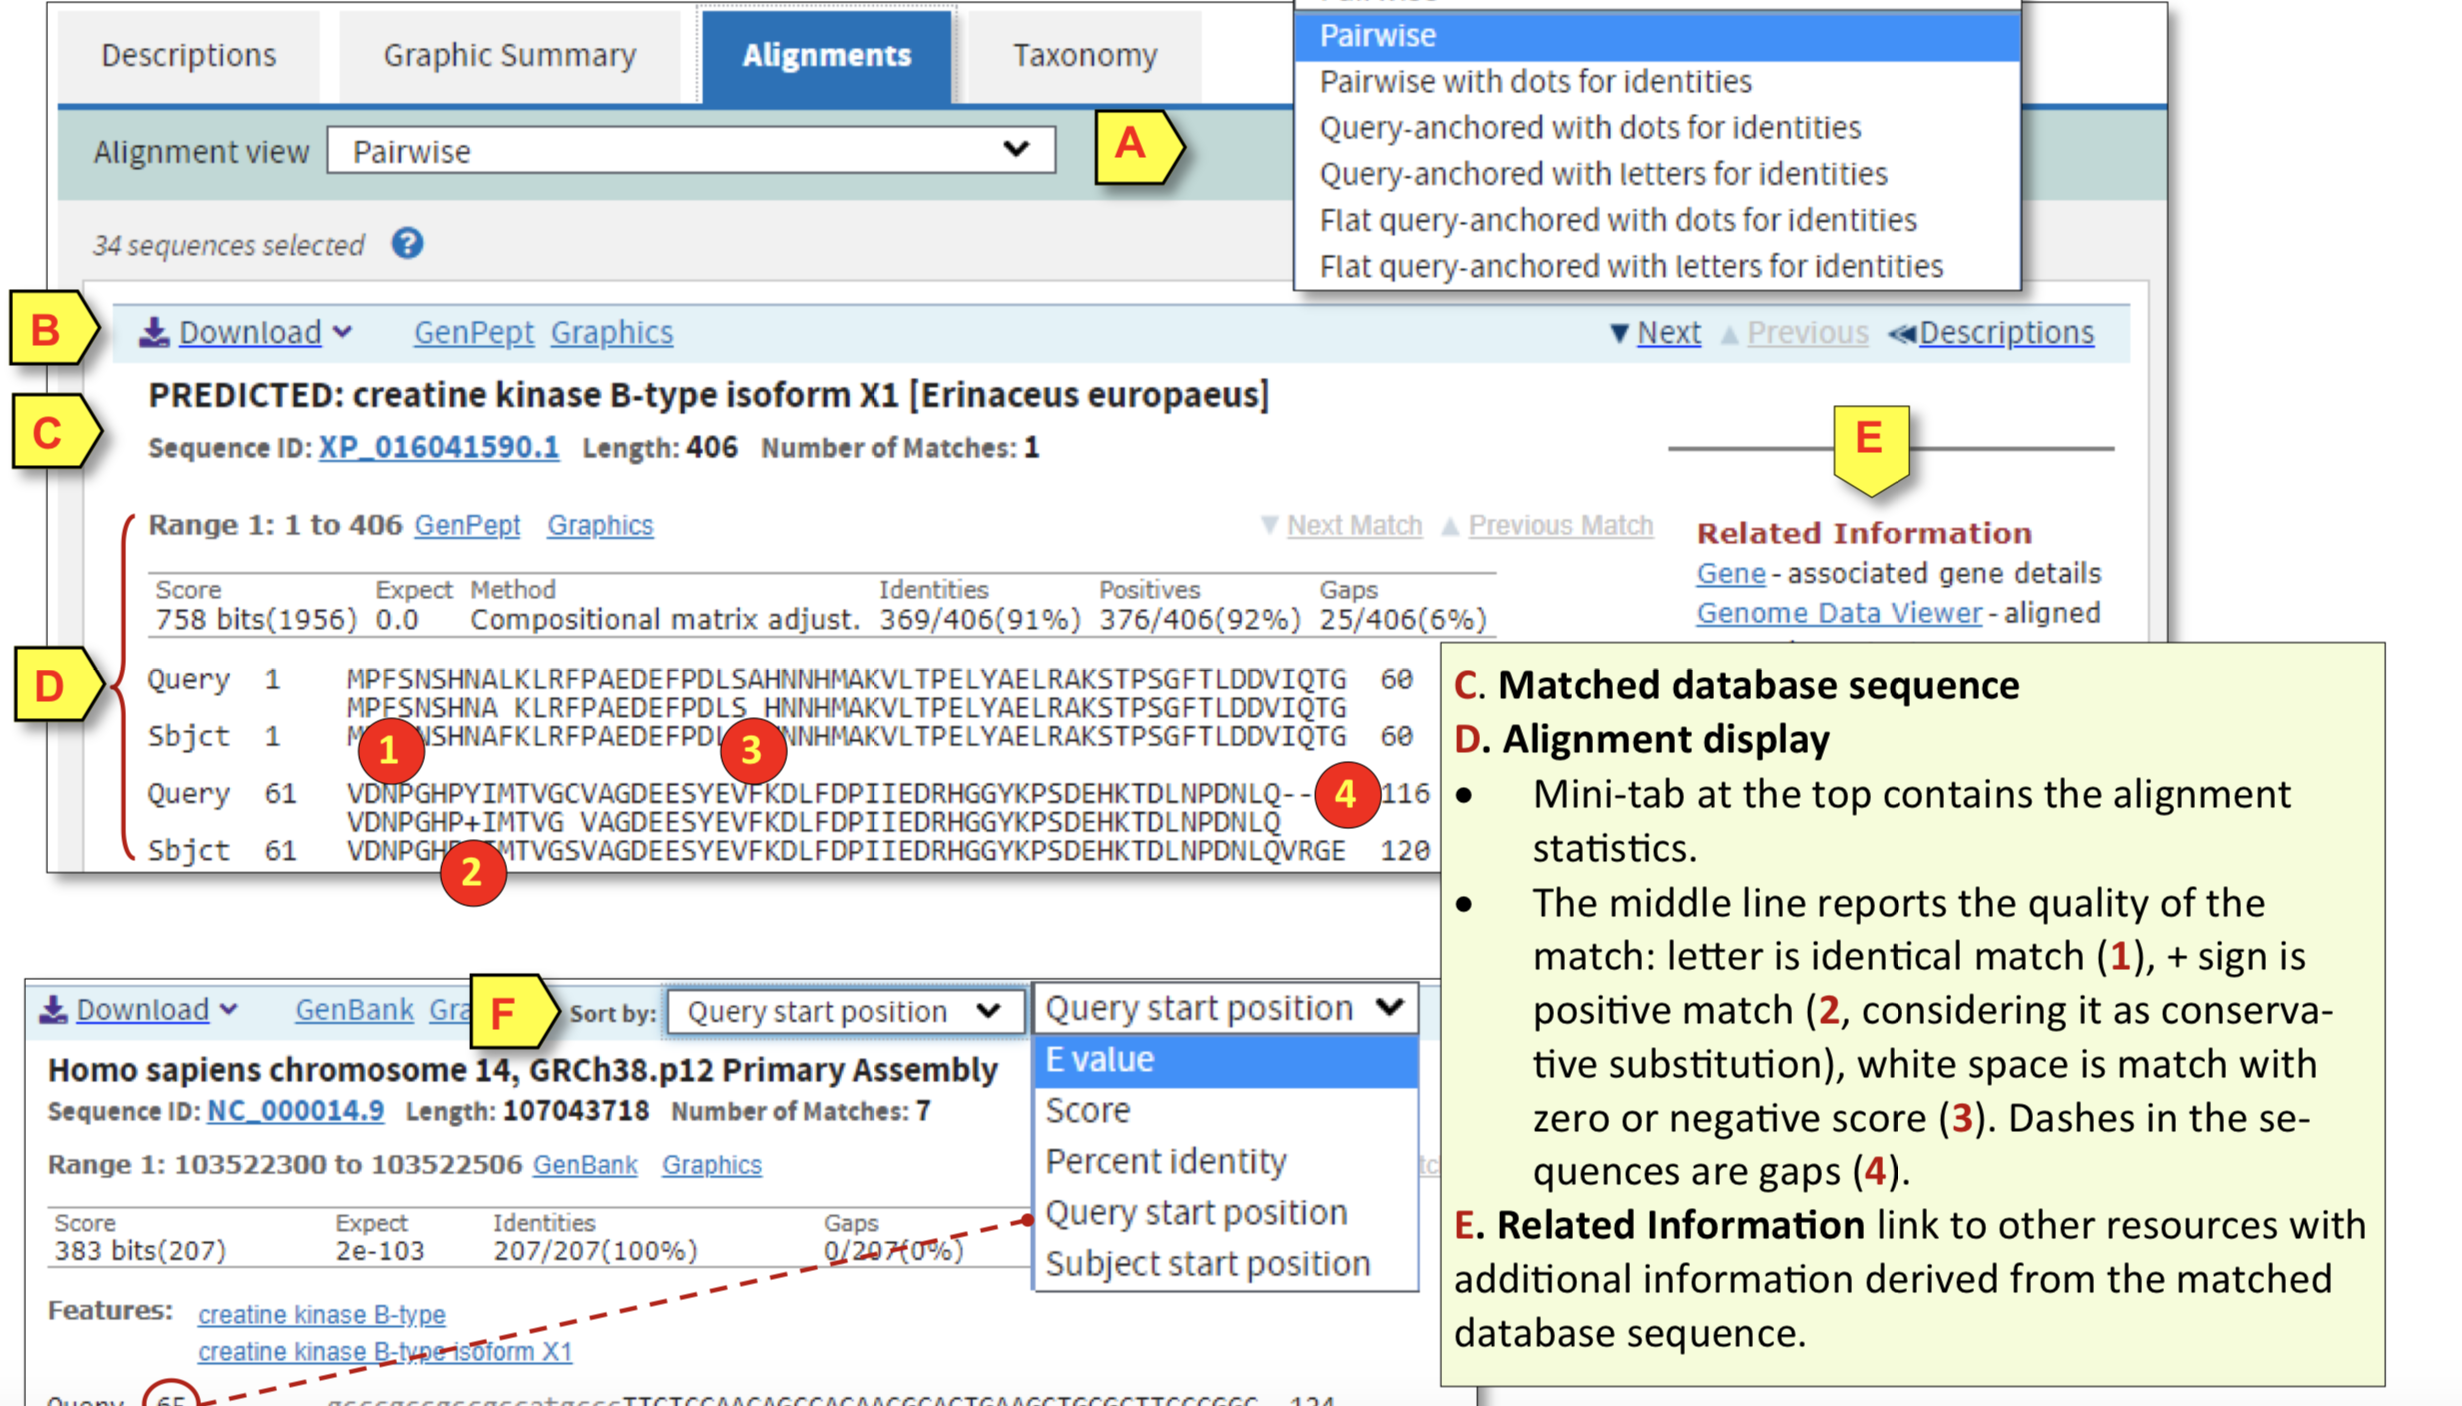 Descriptions Graphic Summary Alignments Taxonomy
Alignment view Pairwise
A
Pairwise
Pairwise with dots for identities
Query-anchored with dots for identities
Query-anchored with letters for identities
Flat query-anchored with dots for identities
Flat query-anchored with letters for identities
34 sequences selected ?
B
Download GenPept Graphics ▼ Next ▲ Previous ≪Descriptions
C
PREDICTED: creatine kinase B-type isoform X1 [Erinaceus europaeus]
Sequence ID: XP_016041590.1 Length: 406 Number of Matches: 1
E
D
Range 1: 1 to 406 GenPept Graphics ▼ Next Match ▲ Previous Match
Score Expect Method Identities Positives Gaps
758 bits(1956) 0.0 Compositional matrix adjust. 369/406(91%) 376/406(92%) 25/406(6%)
Query 1 MPFSNSHNALKLRFPAEDEFPDLSAHNNHMAKVLTPELYAELRAKSTPSGFTLDDVIQTG 60
MPFSNSHNA KLRFPAEDEFPDLS HNNHMAKVLTPELYAELRAKSTPSGFTLDDVIQTG
Sbjct 1 M 1 NSHNAFKLRFPAEDEFPDL 3 NNHMAKVLTPELYAELRAKSTPSGFTLDDVIQTG 60
Query 61 VDNPGHPYIMTVGCVAGDEESYEVFKDLFDPIIEDRHGGYKPSDEHKTDLNPDNLQ-- 4 116
VDNPGHP+IMTVG VAGDEESYEVFKDLFDPIIEDRHGGYKPSDEHKTDLNPDNLQ
Sbjct 61 VDNPGH 2 MTVGSVAGDEESYEVFKDLFDPIIEDRHGGYKPSDEHKTDLNPDNLQVRGE 120
Related Information
Gene - associated gene details
Genome Data Viewer - aligned
C. Matched database sequence
D. Alignment display
• Mini-tab at the top contains the alignment
statistics.
• The middle line reports the quality of the
match: letter is identical match (1), + sign is
positive match (2, considering it as conserva-
tive substitution), white space is match with
zero or negative score (3). Dashes in the se-
quences are gaps (4).
E. Related Information link to other resources with
additional information derived from the matched
database sequence.
Download GenBank Gra F Sort by: Query start position
Query start position
E value
Score
Percent identity
Query start position
Subject start position
Homo sapiens chromosome 14, GRCh38.p12 Primary Assembly
Sequence ID: NC_000014.9 Length: 107043718 Number of Matches: 7
Range 1: 103522300 to 103522506 GenBank Graphics
Score Expect Identities Gaps
383 bits(207) 2e-103 207/207(100%) 0/207(0%)
Features: creatine kinase B-type
creatine kinase B-type isoform X1
Query 65 124